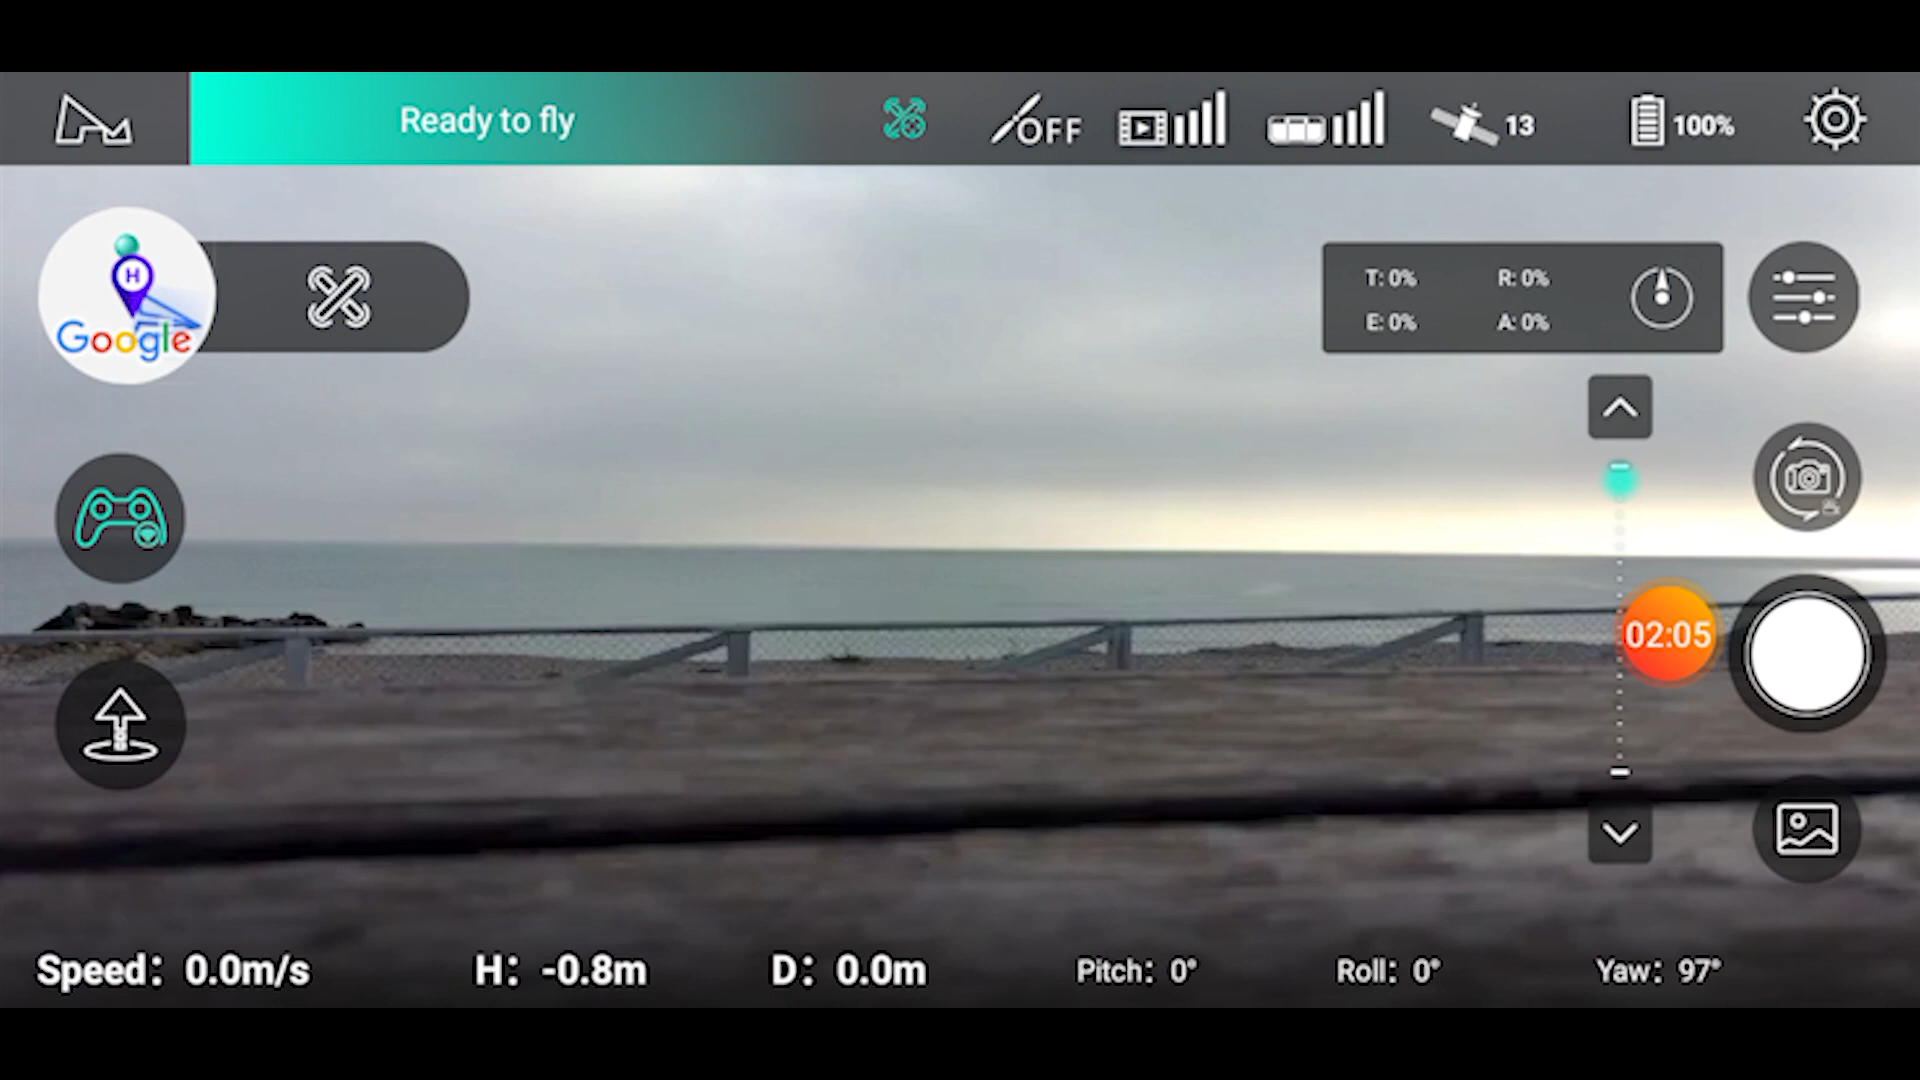 Ready to fly
OFF
13
100%
H
Google
T: 0%
R: 0%
E: 0%
A: 0%
02:05
Speed: 0.0m/s
H: -0.8m
D: 0.0m
Pitch: 0°
Roll: 0°
Yaw: 97°